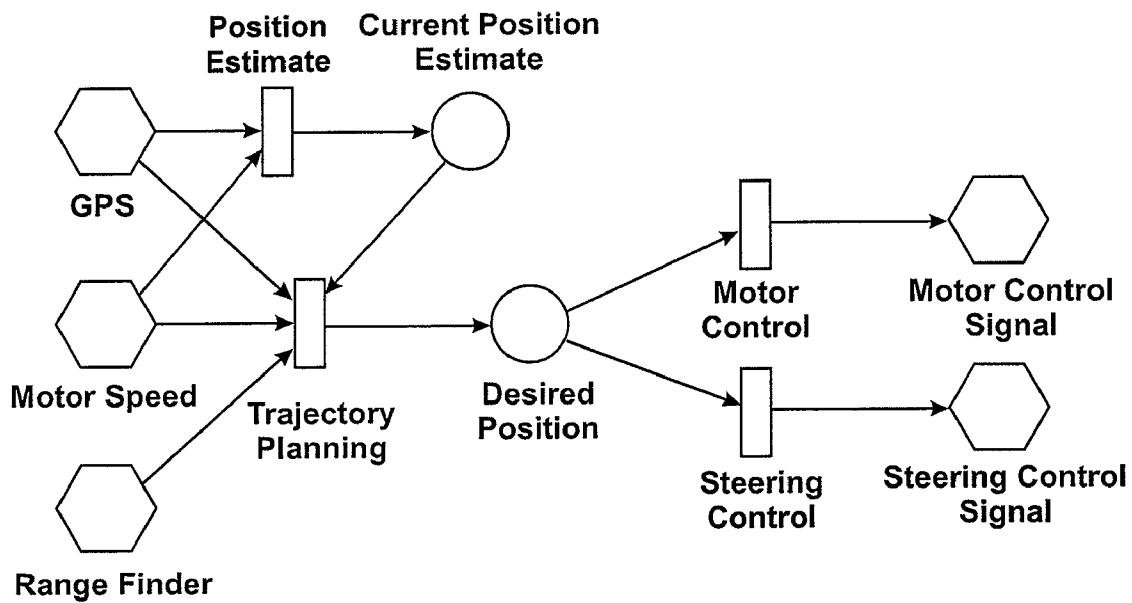 Position
Estimate
Current Position
Estimate
GPS
Motor Speed
Trajectory
Planning
Desired
Position
Motor
Control
Motor Control
Signal
Steering
Control
Steering Control
Signal
Range Finder